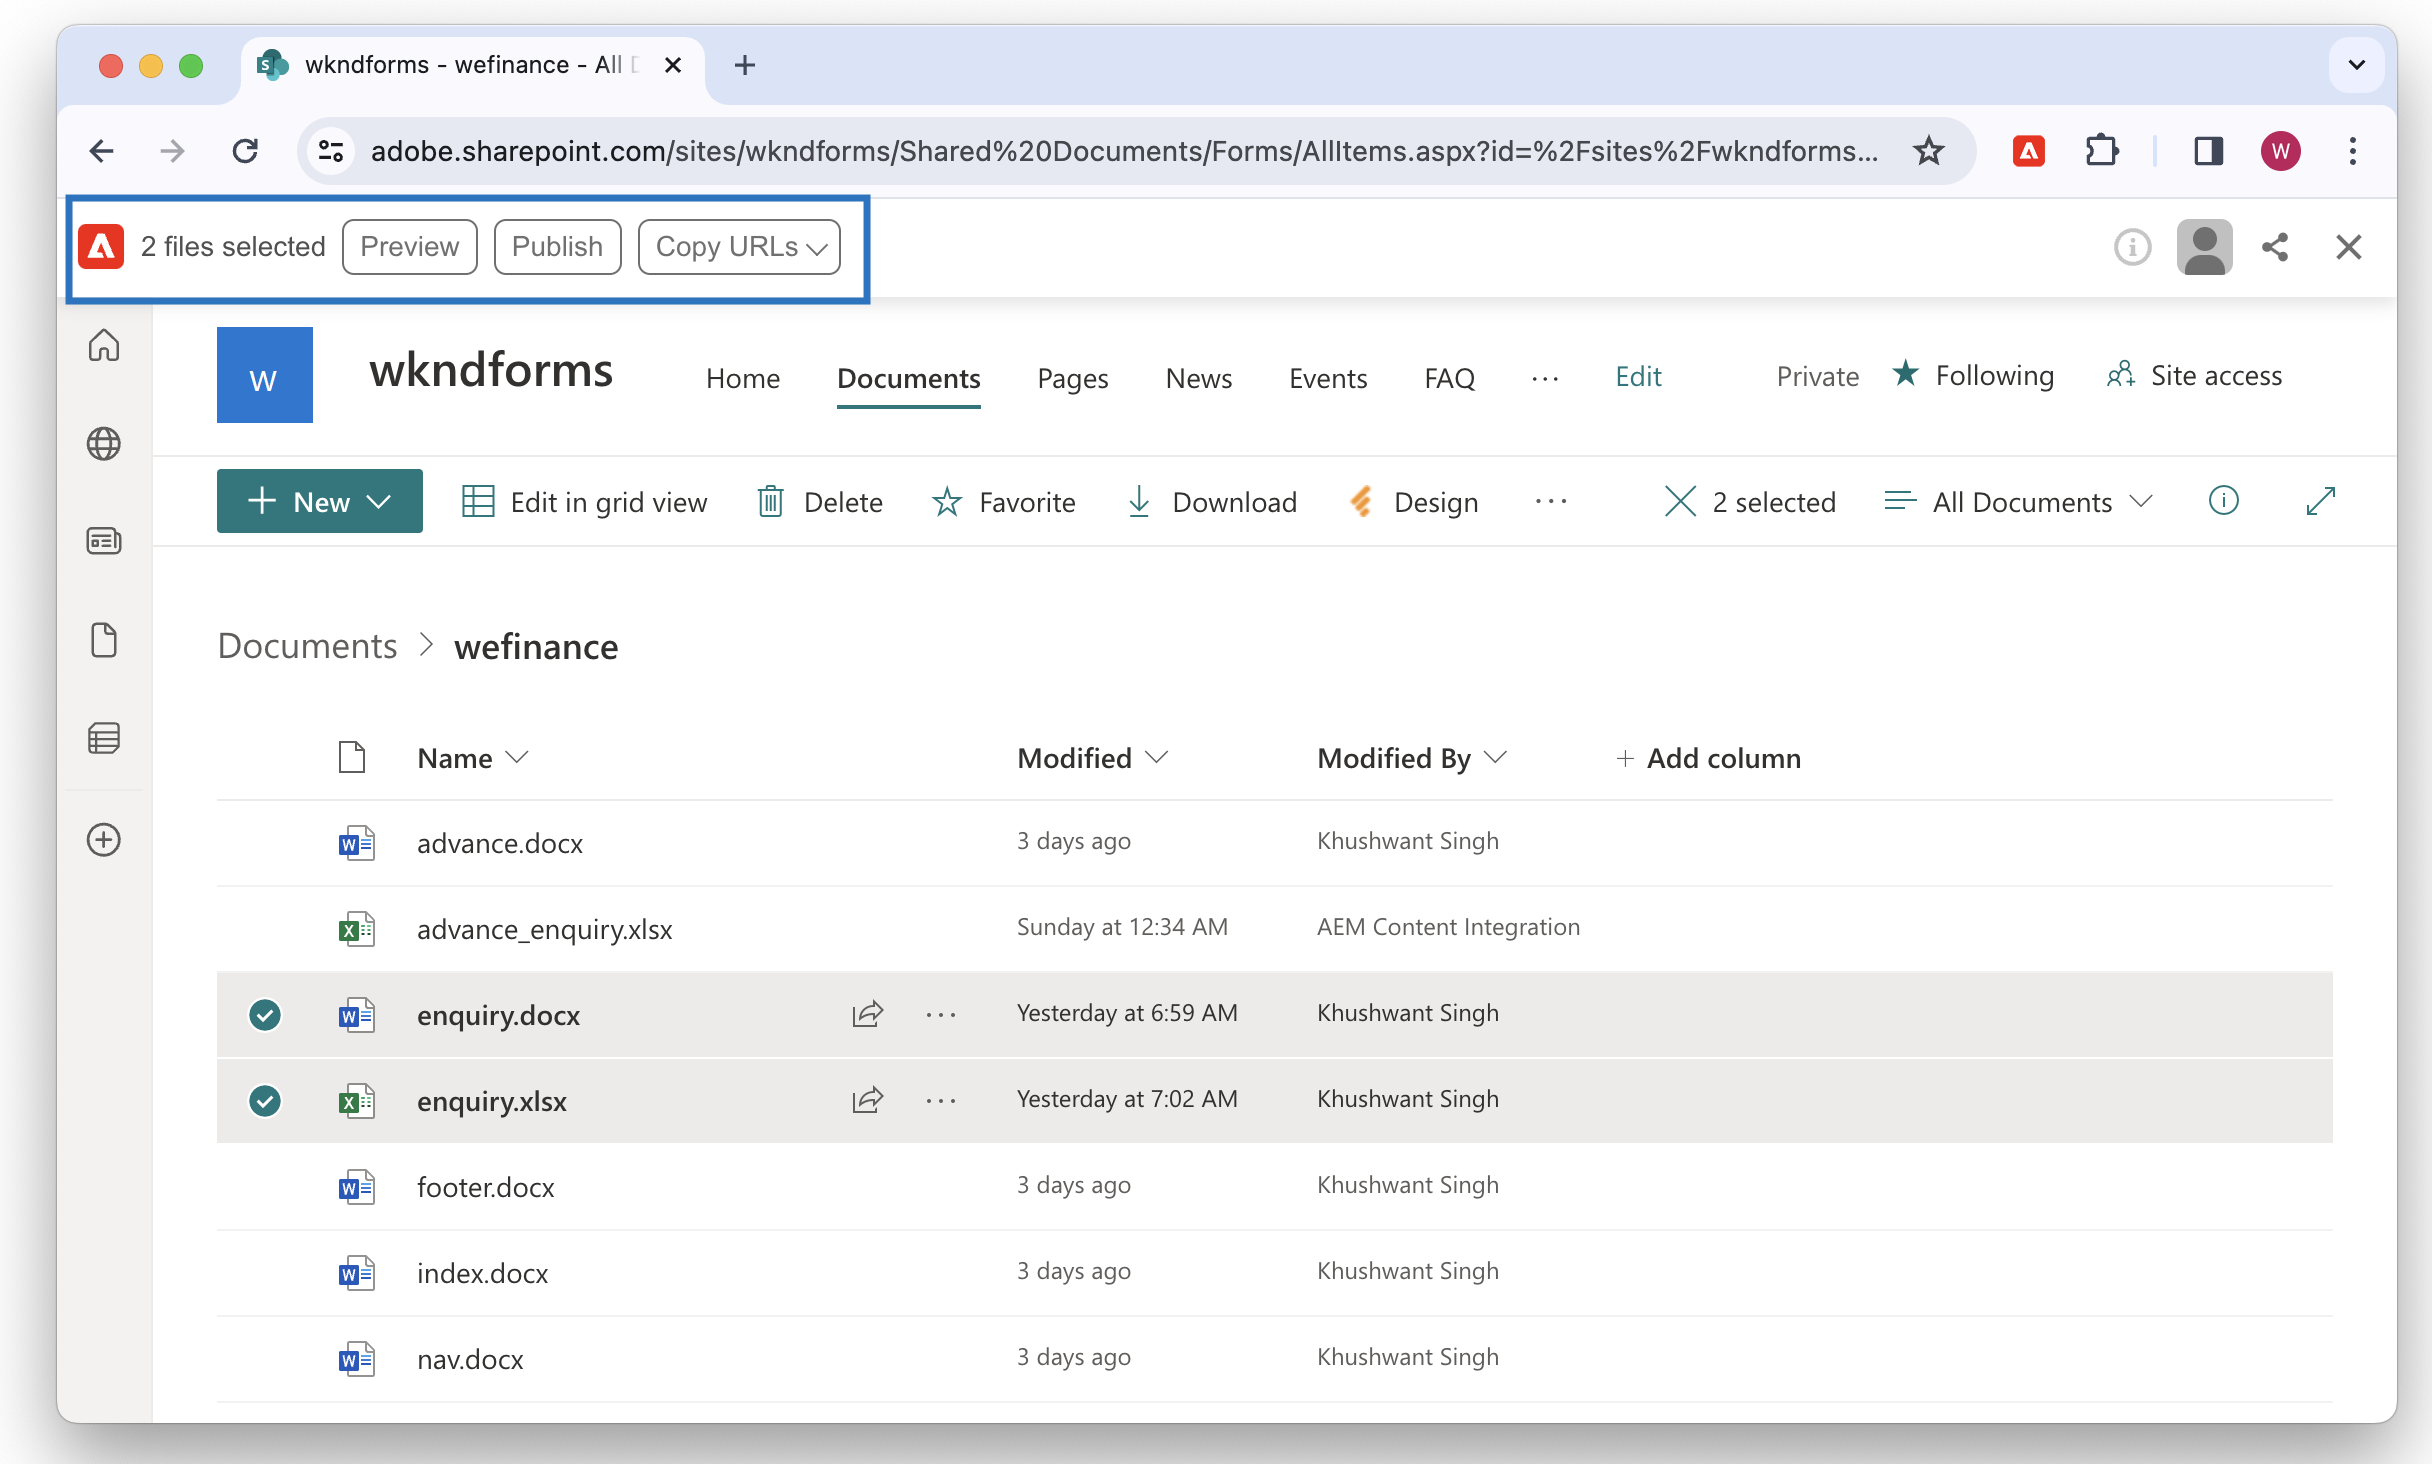 wkndforms - wefinance - All
adobe.sharepoint.com/sites/wkndforms/Shared%20Documents/Forms/AllItems.aspx?id=%2Fsites%2Fwkndforms...
W
2 files selected Preview Publish Copy URLs
W wkndforms Home Documents Pages News Events FAQ ... Edit Private Following Site access
New Edit in grid view Delete Favorite Download Design ... 2 selected All Documents
Documents > wefinance
Name Modified Modified By + Add column
advance.docx 3 days ago Khushwant Singh
advance_enquiry.xlsx Sunday at 12:34 AM AEM Content Integration
enquiry.docx ... Yesterday at 6:59 AM Khushwant Singh
enquiry.xlsx ... Yesterday at 7:02 AM Khushwant Singh
footer.docx 3 days ago Khushwant Singh
index.docx 3 days ago Khushwant Singh
nav.docx 3 days ago Khushwant Singh